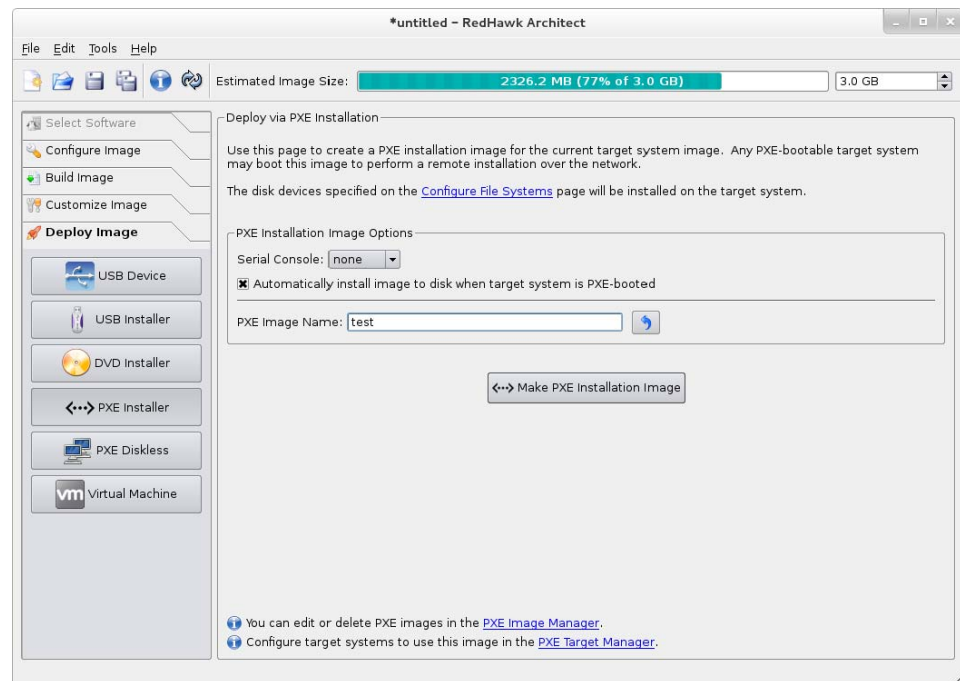 *untitled – RedHawk Architect
File Edit Tools Help
Estimated Image Size: 2326.2 MB (77% of 3.0 GB) 3.0 GB
Select Software
Configure Image
Build Image
Customize Image
Deploy Image
USB Device
USB Installer
DVD Installer
PXE Installer
PXE Diskless
vm Virtual Machine
Deploy via PXE Installation
Use this page to create a PXE installation image for the current target system image. Any PXE-bootable target system
may boot this image to perform a remote installation over the network.
The disk devices specified on the Configure File Systems page will be installed on the target system.
PXE Installation Image Options
Serial Console: none
Automatically install image to disk when target system is PXE-booted
PXE Image Name: test
Make PXE Installation Image
You can edit or delete PXE images in the PXE Image Manager.
Configure target systems to use this image in the PXE Target Manager.